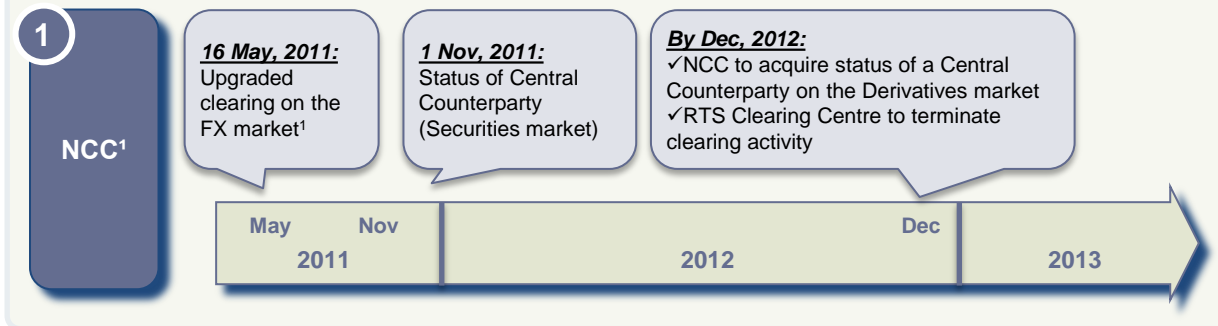 1
NCC¹
16 May, 2011:
Upgraded
clearing on the
FX market¹
1 Nov, 2011:
Status of Central
Counterparty
(Securities market)
By Dec, 2012:
✓NCC to acquire status of a Central
Counterparty on the Derivatives market
✓RTS Clearing Centre to terminate
clearing activity
May Nov Dec
2011 2012 2013